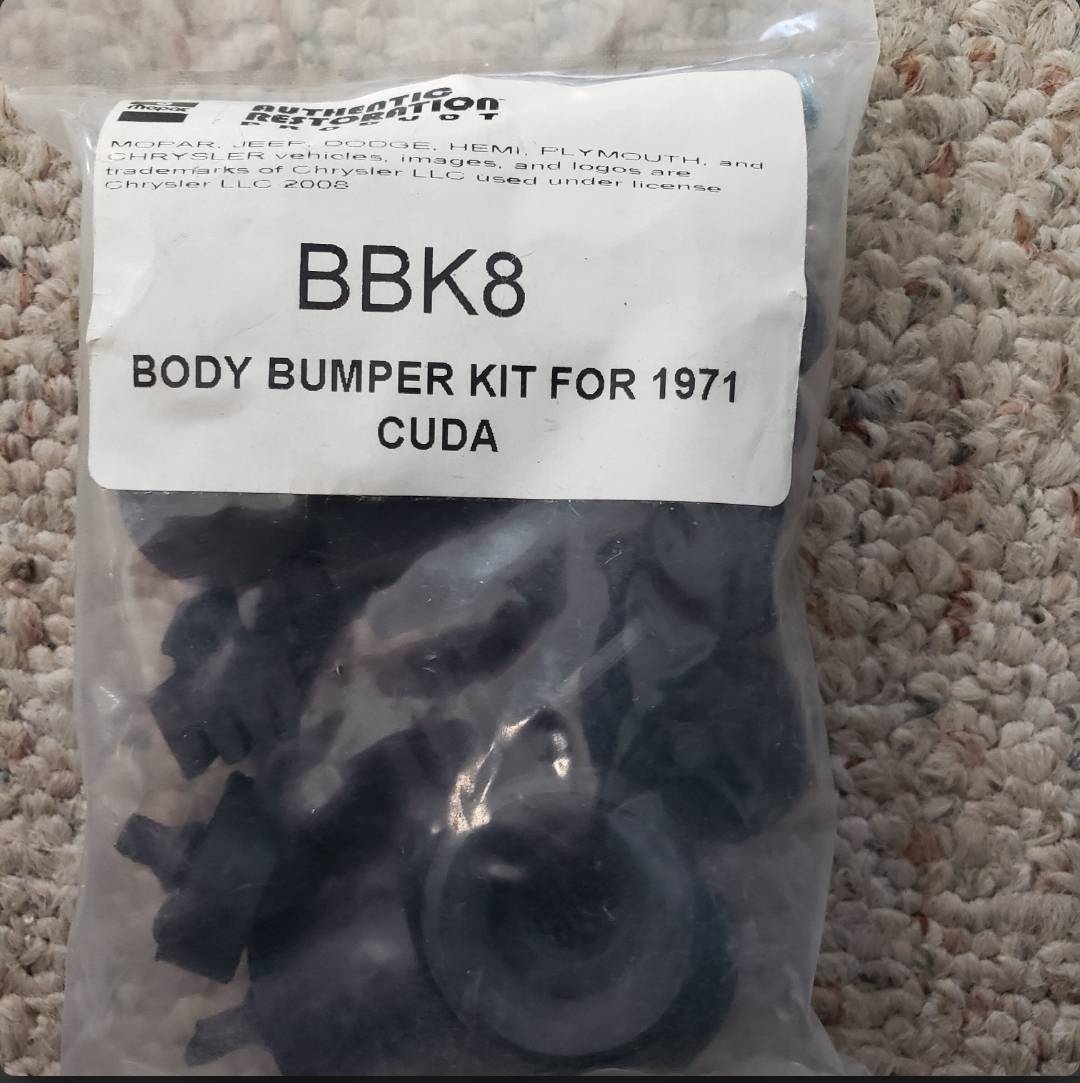 Mopar
AUTHENTIC
RESTORATION
PRODUCT
MOPAR, JEEP, DODGE, HEMI, PLYMOUTH, and
CHRYSLER vehicles, images, and logos are
trademarks of Chrysler LLC used under license
Chrysler LLC 2008
BBK8
BODY BUMPER KIT FOR 1971
CUDA